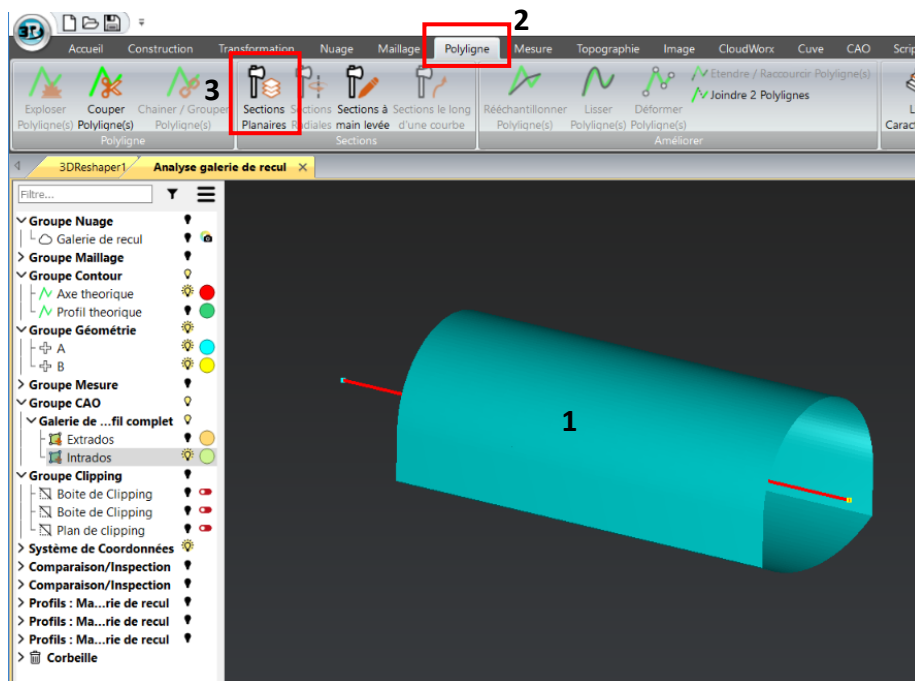 2
3D
Accueil Construction Transformation Nuage Maillage Polyligne Mesure Topographie Image CloudWorx Cuve CAO Scrip
3
Exploser Polyligne(s)
Couper Polyligne(s)
Chainer / Grouper Polyligne(s)
Sections Planaires
Sections Radiales
Sections à main levée
Sections le long d'une courbe
Rééchantillonner Polyligne(s)
Lisser Polyligne(s)
Déformer Polyligne(s)
Etendre / Raccourcir Polyligne(s)
Joindre 2 Polylignes
L
Caract
Polyligne Sections Améliorer
3DReshaper1 Analyse galerie de recul
Filtre...
Groupe Nuage
Galerie de recul
Groupe Maillage
Groupe Contour
Axe theorique
Profil theorique
Groupe Géométrie
A
B
Groupe Mesure
Groupe CAO
Galerie de ...fil complet
Extrados
Intrados
Groupe Clipping
Boite de Clipping
Boite de Clipping
Plan de clipping
Système de Coordonnées
Comparaison/Inspection
Comparaison/Inspection
Profils : Ma...rie de recul
Profils : Ma...rie de recul
Profils : Ma...rie de recul
Corbeille
1